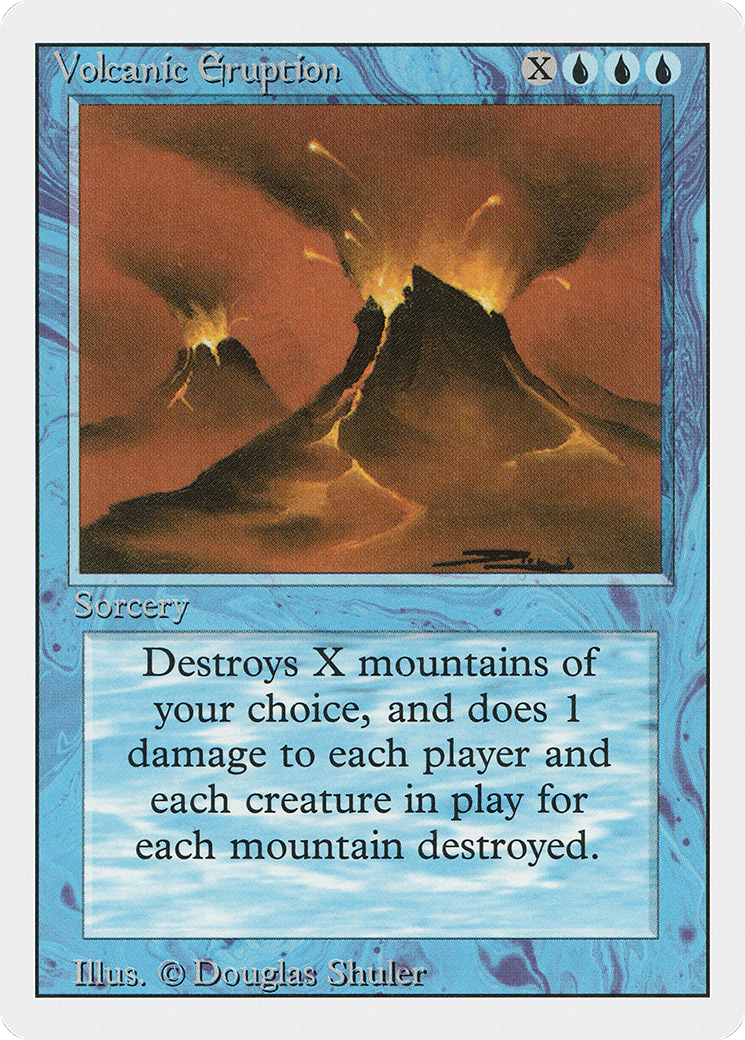 Volcanic Eruption X
Sorcery
Destroys X mountains of
your choice, and does 1
damage to each player and
each creature in play for
each mountain destroyed.
Illus. © Douglas Shuler